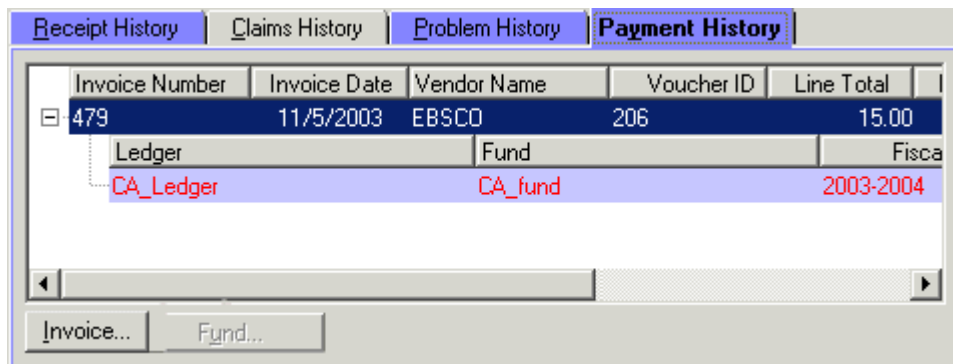 Receipt History Claims History Problem History Payment History
Invoice Number Invoice Date Vendor Name Voucher ID Line Total
479 11/5/2003 EBSCO 206 15.00
Ledger Fund Fisca
CA_Ledger CA_fund 2003-2004
Invoice... Fund...